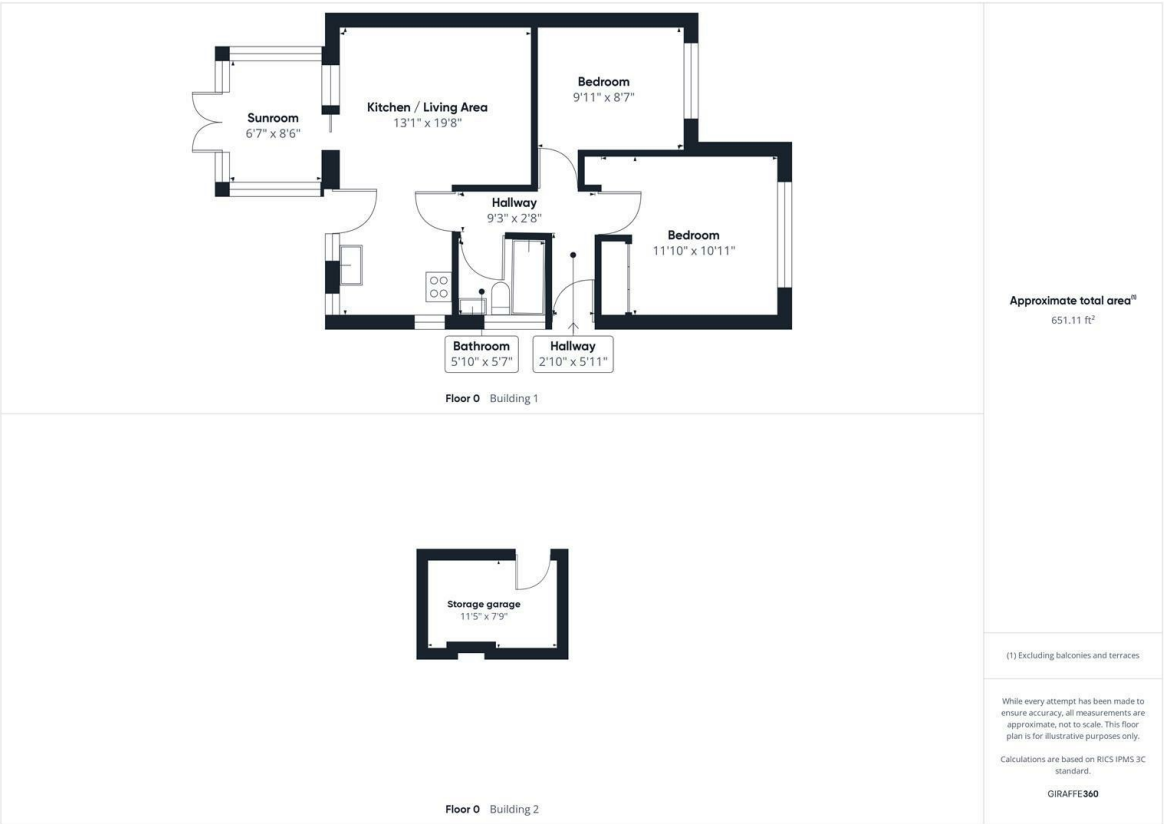 Sunroom
6'7" x 8'6"
Kitchen / Living Area
13'1" x 19'8"
Bedroom
9'11" x 8'7"
Hallway
9'3" x 2'8"
Bedroom
11'10" x 10'11"
Bathroom
5'10" x 5'7"
Hallway
2'10" x 5'11"
Floor 0 Building 1
Storage garage
11'5" x 7'9"
Floor 0 Building 2
Approximate total area(1)
651.11 ft²
(1) Excluding balconies and terraces
While every attempt has been made to
ensure accuracy, all measurements are
approximate, not to scale. This floor
plan is for illustrative purposes only.
Calculations are based on RICS IPMS 3C
standard.
GIRAFFE360